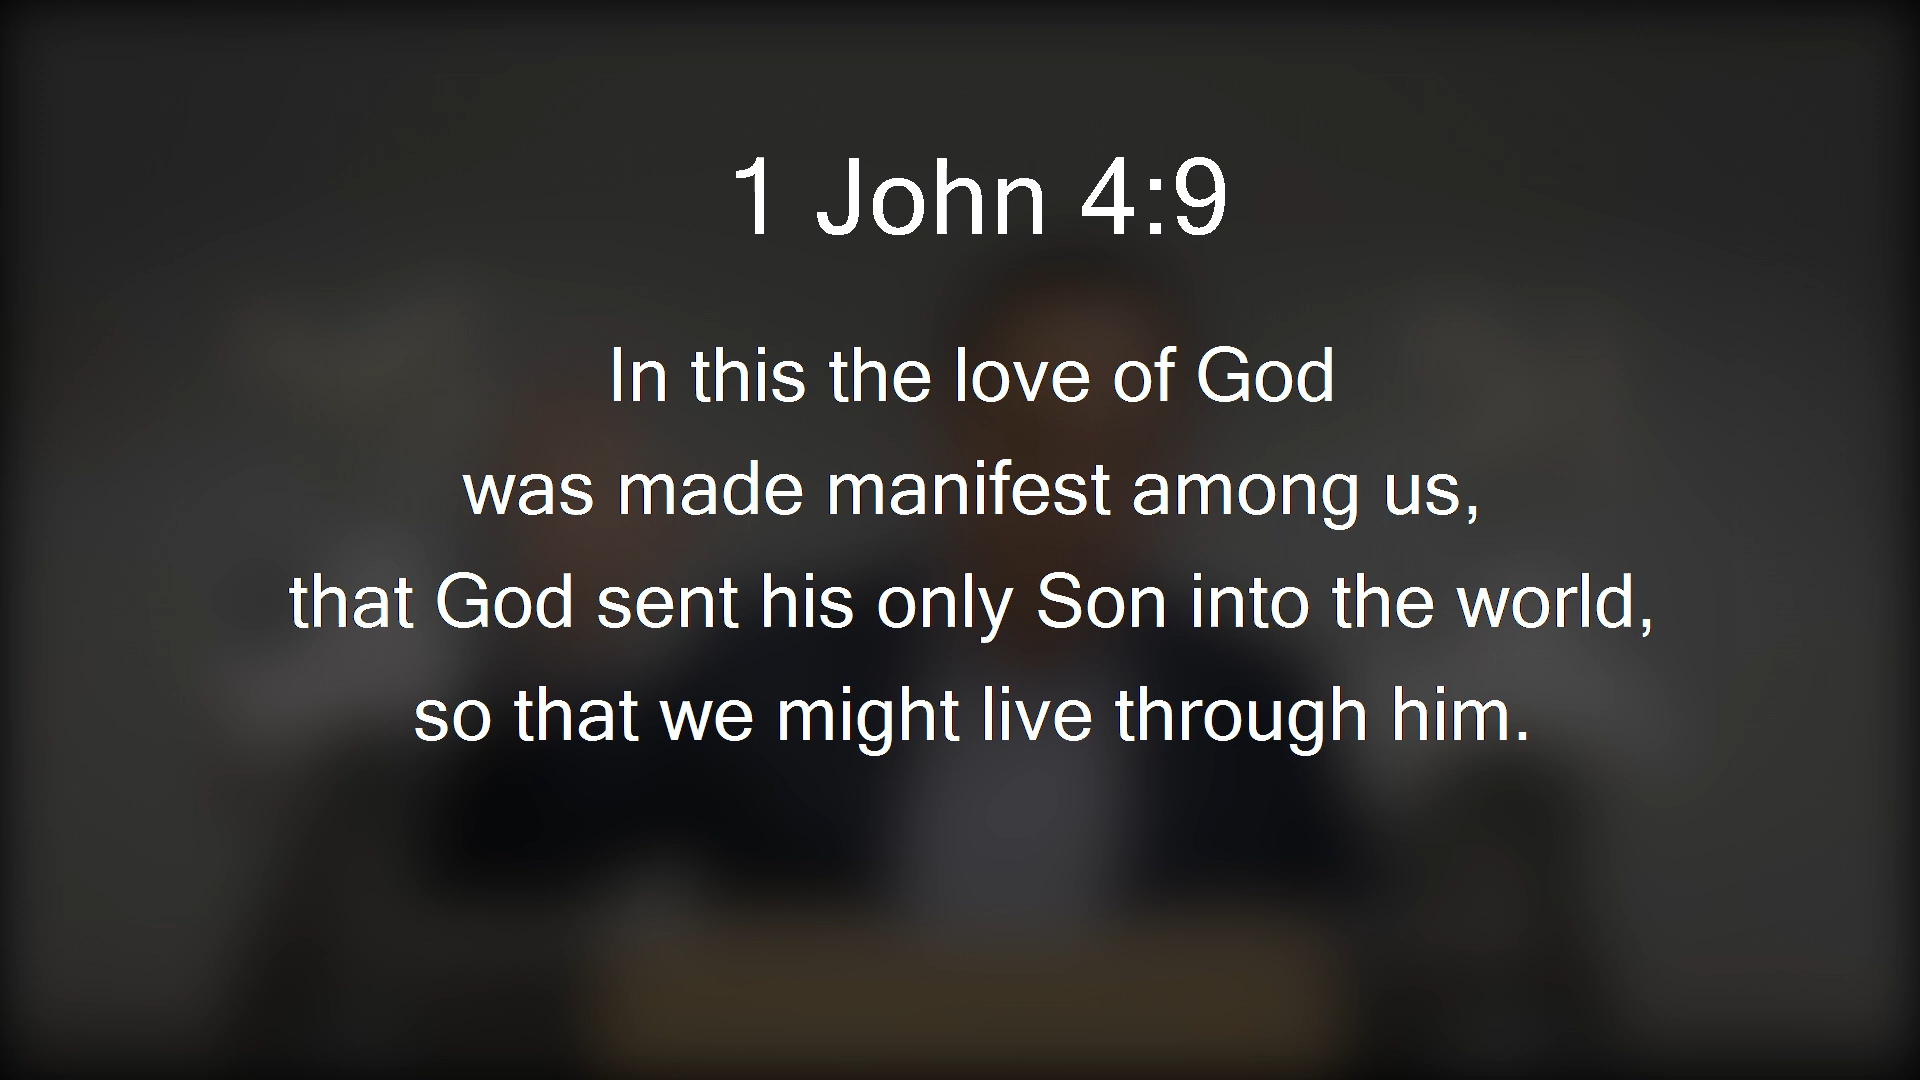 1 John 4:9
In this the love of God
was made manifest among us,
that God sent his only Son into the world,
so that we might live through him.